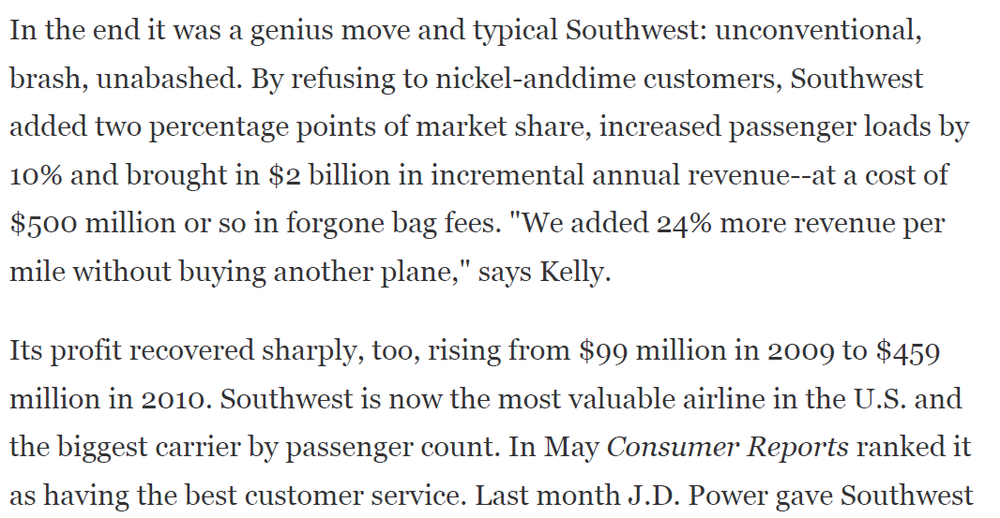 In the end it was a genius move and typical Southwest: unconventional,
brash, unabashed. By refusing to nickel-anddime customers, Southwest
added two percentage points of market share, increased passenger loads by
10% and brought in $2 billion in incremental annual revenue--at a cost of
$500 million or so in forgone bag fees. "We added 24% more revenue per
mile without buying another plane," says Kelly.
Its profit recovered sharply, too, rising from $99 million in 2009 to $459
million in 2010. Southwest is now the most valuable airline in the U.S. and
the biggest carrier by passenger count. In May Consumer Reports ranked it
as having the best customer service. Last month J.D. Power gave Southwest